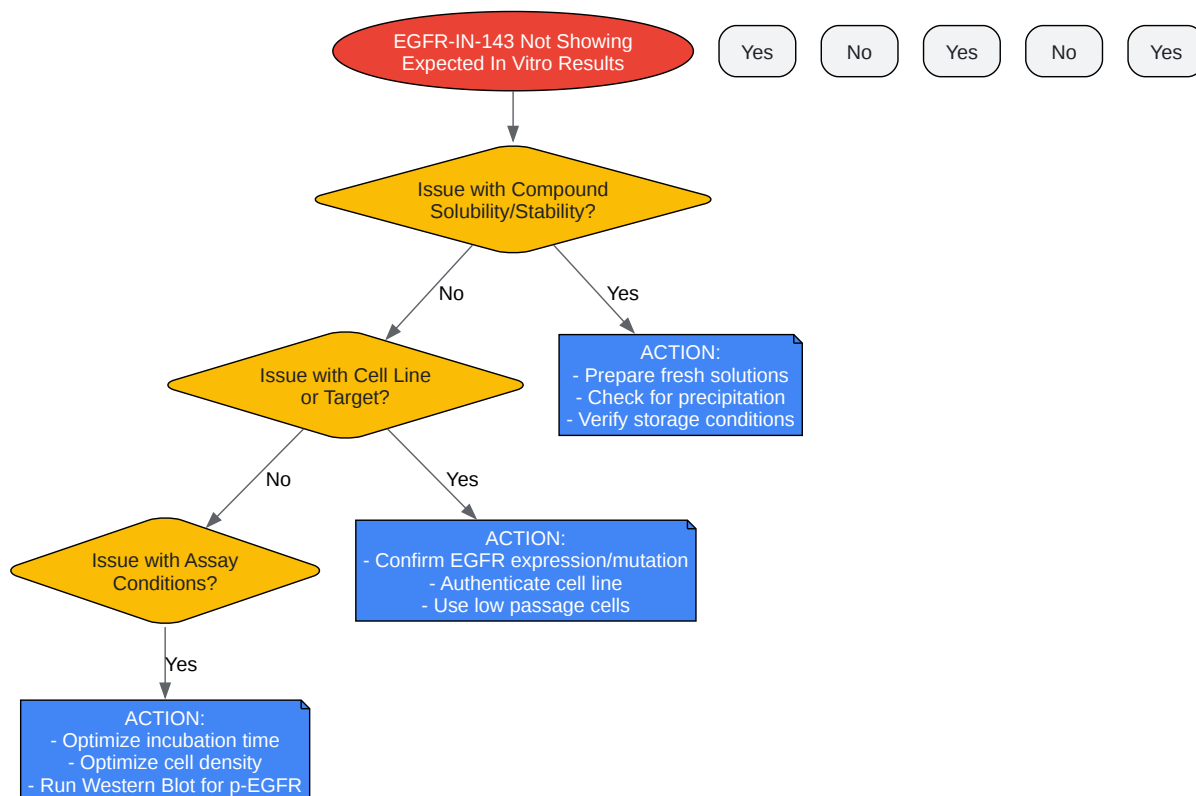 EGFR-IN-143 Not Showing
Expected In Vitro Results
Yes
No
Yes
No
Yes
Issue with Compound
Solubility/Stability?
No
Yes
ACTION:
- Prepare fresh solutions
- Check for precipitation
- Verify storage conditions
Issue with Cell Line
or Target?
No
Yes
ACTION:
- Confirm EGFR expression/mutation
- Authenticate cell line
- Use low passage cells
Issue with Assay
Conditions?
Yes
ACTION:
- Optimize incubation time
- Optimize cell density
- Run Western Blot for p-EGFR